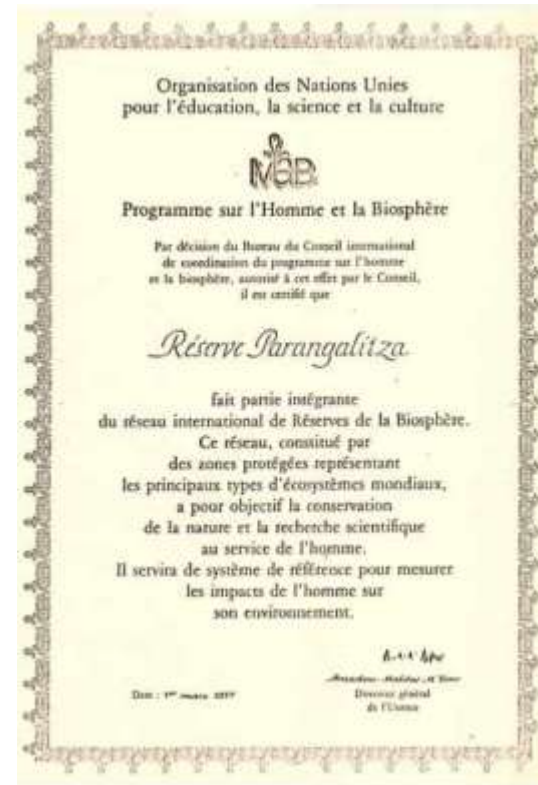 Organisation des Nations Unies
pour l'éducation, la science et la culture
MAB
Programme sur l'Homme et la Biosphère
Par décision du Bureau du Conseil international
de coordination du programme sur l'homme
et la biosphère, autorisé à cet effet par le Conseil,
il est certifié que
Réserve Parangalitza
fait partie intégrante
du réseau international de Réserves de la Biosphère.
Ce réseau, constitué par
des zones protégées représentant
les principaux types d'écosystèmes mondiaux,
a pour objectif la conservation
de la nature et la recherche scientifique
au service de l'homme.
Il servira de système de référence pour mesurer
les impacts de l'homme sur
son environnement.
Date : 1er mars 1977
Directeur général
de l'Unesco